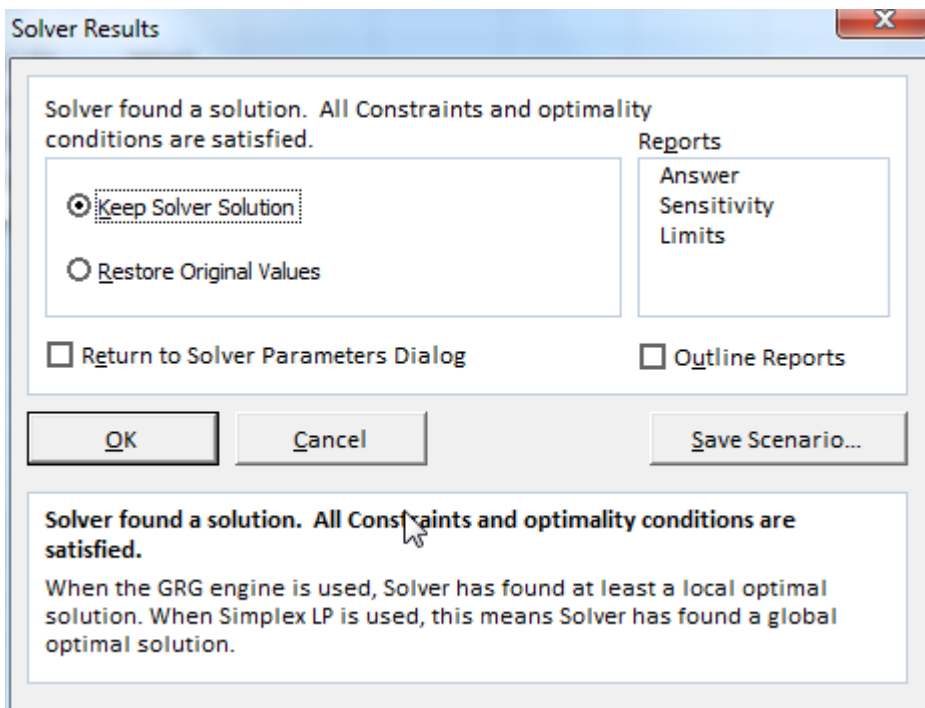 Solver Results
X
Solver found a solution.  All Constraints and optimality
conditions are satisfied.
Reports
Keep Solver Solution
Restore Original Values
Answer
Sensitivity
Limits
Return to Solver Parameters Dialog
Outline Reports
OK
Cancel
Save Scenario...
Solver found a solution.  All Constraints and optimality conditions are
satisfied.
When the GRG engine is used, Solver has found at least a local optimal
solution. When Simplex LP is used, this means Solver has found a global
optimal solution.